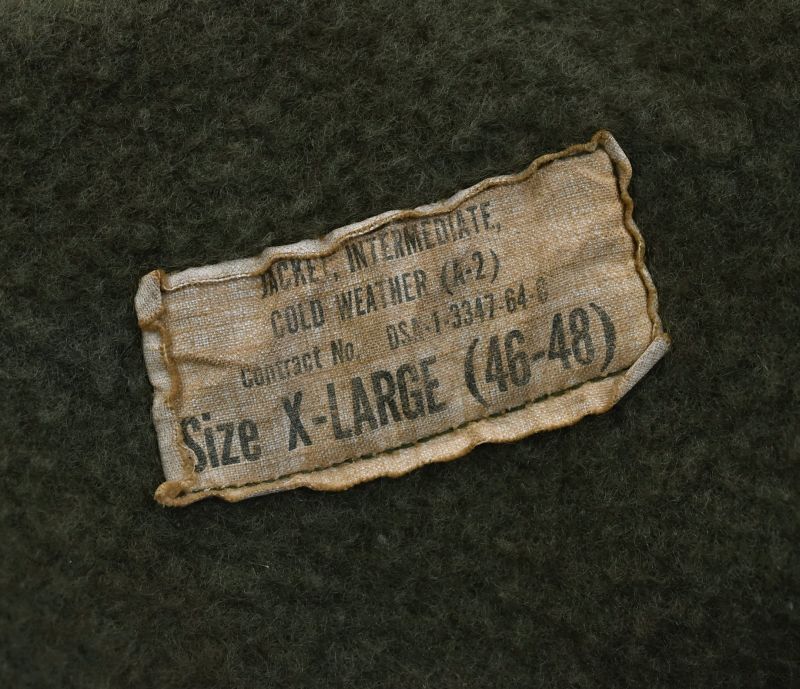 JACKET, INTERMEDIATE,
COLD WEATHER (A-2)
Contract No. DSA-1-3347-64-C
Size X-LARGE (46-48)